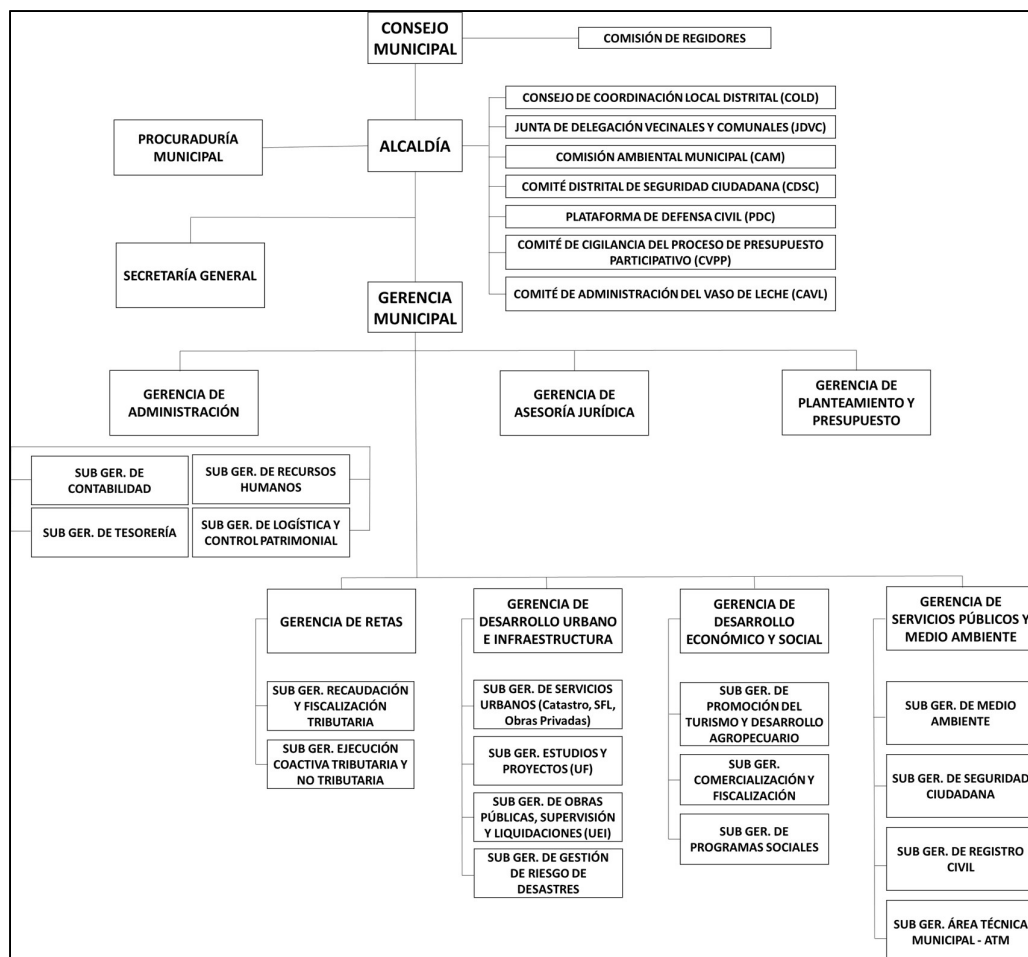 CONSEJO
MUNICIPAL
COMISIÓN DE REGIDORES
CONSEJO DE COORDINACIÓN LOCAL DISTRITAL (COLD)
JUNTA DE DELEGACIÓN VECINALES Y COMUNALES (JDVC)
COMISIÓN AMBIENTAL MUNICIPAL (CAM)
COMITÉ DISTRITAL DE SEGURIDAD CIUDADANA (CDSC)
PLATAFORMA DE DEFENSA CIVIL (PDC)
COMITÉ DE CIGILANCIA DEL PROCESO DE PRESUPUESTO
PARTICIPATIVO (CVPP)
COMITÉ DE ADMINISTRACIÓN DEL VASO DE LECHE (CAVL)
PROCURADURÍA
MUNICIPAL
ALCALDÍA
SECRETARÍA GENERAL
GERENCIA
MUNICIPAL
GERENCIA DE
ADMINISTRACIÓN
GERENCIA DE
ASESORÍA JURÍDICA
GERENCIA DE
PLANTEAMIENTO Y
PRESUPUESTO
SUB GER. DE
CONTABILIDAD
SUB GER. DE RECURSOS
HUMANOS
SUB GER. DE TESORERÍA
SUB GER. DE LOGÍSTICA Y
CONTROL PATRIMONIAL
GERENCIA DE RETAS
SUB GER. RECAUDACIÓN
Y FISCALIZACIÓN
TRIBUTARIA
SUB GER. EJECUCIÓN
COACTIVA TRIBUTARIA Y
NO TRIBUTARIA
GERENCIA DE
DESARROLLO URBANO
E INFRAESTRUCTURA
SUB GER. DE SERVICIOS
URBANOS (Catastro, SFL,
Obras Privadas)
SUB GER. ESTUDIOS Y
PROYECTOS (UF)
SUB GER. DE OBRAS
PÚBLICAS, SUPERVISIÓN
Y LIQUIDACIONES (UEI)
SUB GER. DE GESTIÓN
DE RIESGO DE
DESASTRES
GERENCIA DE
DESARROLLO
ECONÓMICO Y SOCIAL
SUB GER. DE
PROMOCIÓN DEL
TURISMO Y DESARROLLO
AGROPECUARIO
SUB GER.
COMERCIALIZACIÓN Y
FISCALIZACIÓN
SUB GER. DE
PROGRAMAS SOCIALES
GERENCIA DE
SERVICIOS PÚBLICOS Y
MEDIO AMBIENTE
SUB GER. DE MEDIO
AMBIENTE
SUB GER. DE SEGURIDAD
CIUDADANA
SUB GER. DE REGISTRO
CIVIL
SUB GER. ÁREA TÉCNICA
MUNICIPAL - ATM